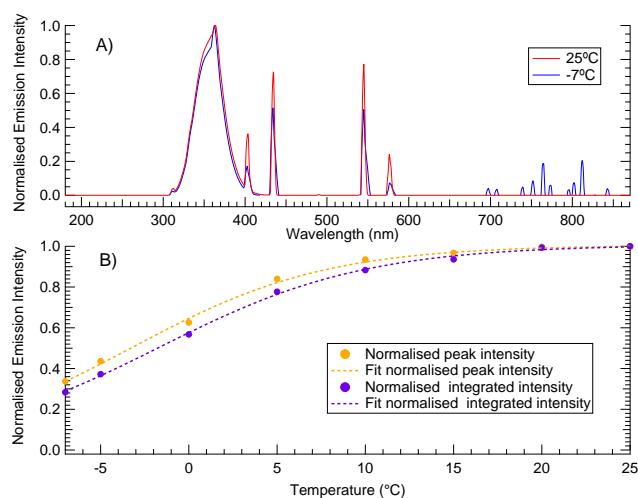 A)
Normalised Emission Intensity
1.0
0.8
0.6
0.4
0.2
0.0
25ºC
-7ºC
200 300 400 500 600 700 800
Wavelength (nm)
B)
Normalised Emission Intensity
1.0
0.8
0.6
0.4
0.2
0.0
Normalised peak intensity
Fit normalised peak intensity
Normalised integrated intensity
Fit normalised integrated intensity
-5 0 5 10 15 20 25
Temperature (°C)